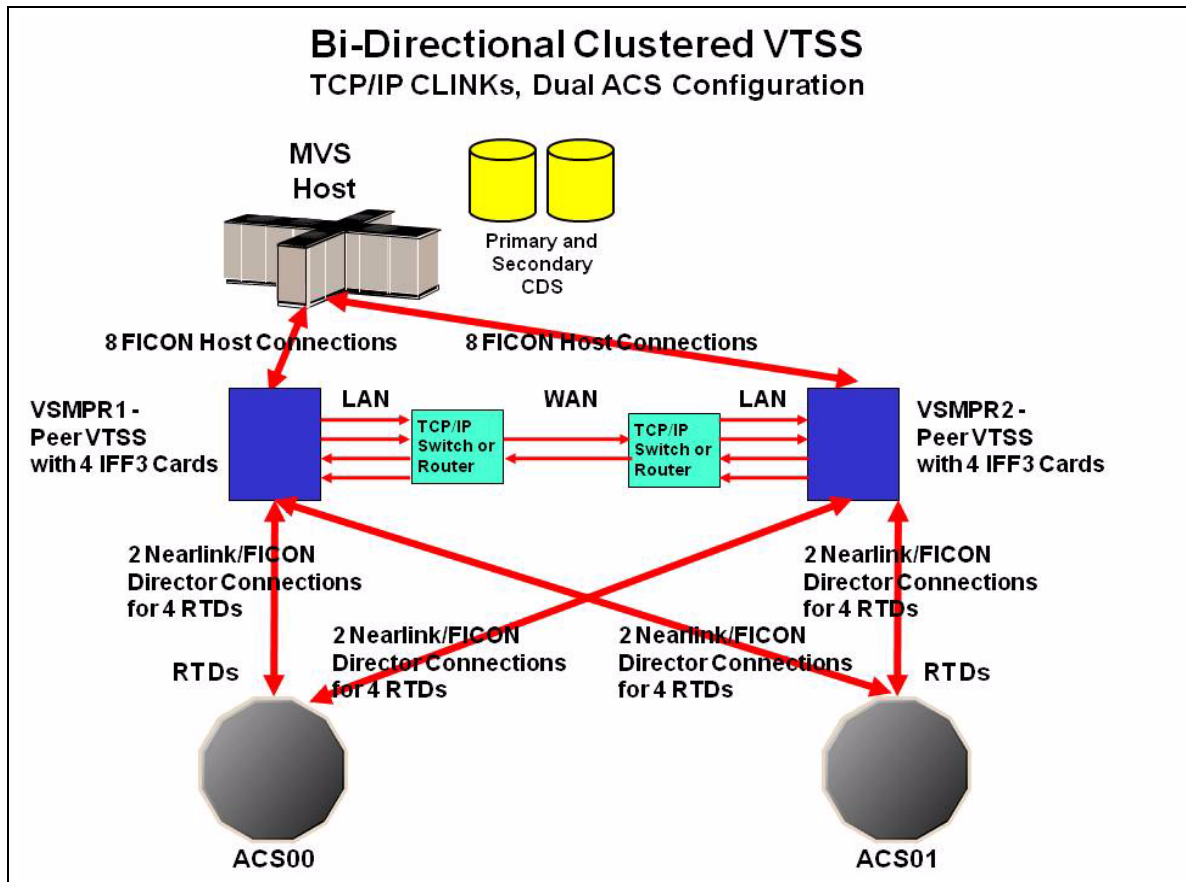 Bi-Directional Clustered VTSS
TCP/IP CLINKs, Dual ACS Configuration
MVS
Host
Primary and
Secondary
CDS
8 FICON Host Connections
8 FICON Host Connections
VSMPR1 -
Peer VTSS
with 4 IFF3 Cards
LAN
TCP/IP
Switch or
Router
WAN
TCP/IP
Switch or
Router
LAN
VSMPR2 -
Peer VTSS
with 4 IFF3 Cards
2 Nearlink/FICON
Director Connections
for 4 RTDs
2 Nearlink/FICON
Director Connections
for 4 RTDs
2 Nearlink/FICON
Director Connections
for 4 RTDs
2 Nearlink/FICON
Director Connections
for 4 RTDs
RTDs
RTDs
ACS00
ACS01